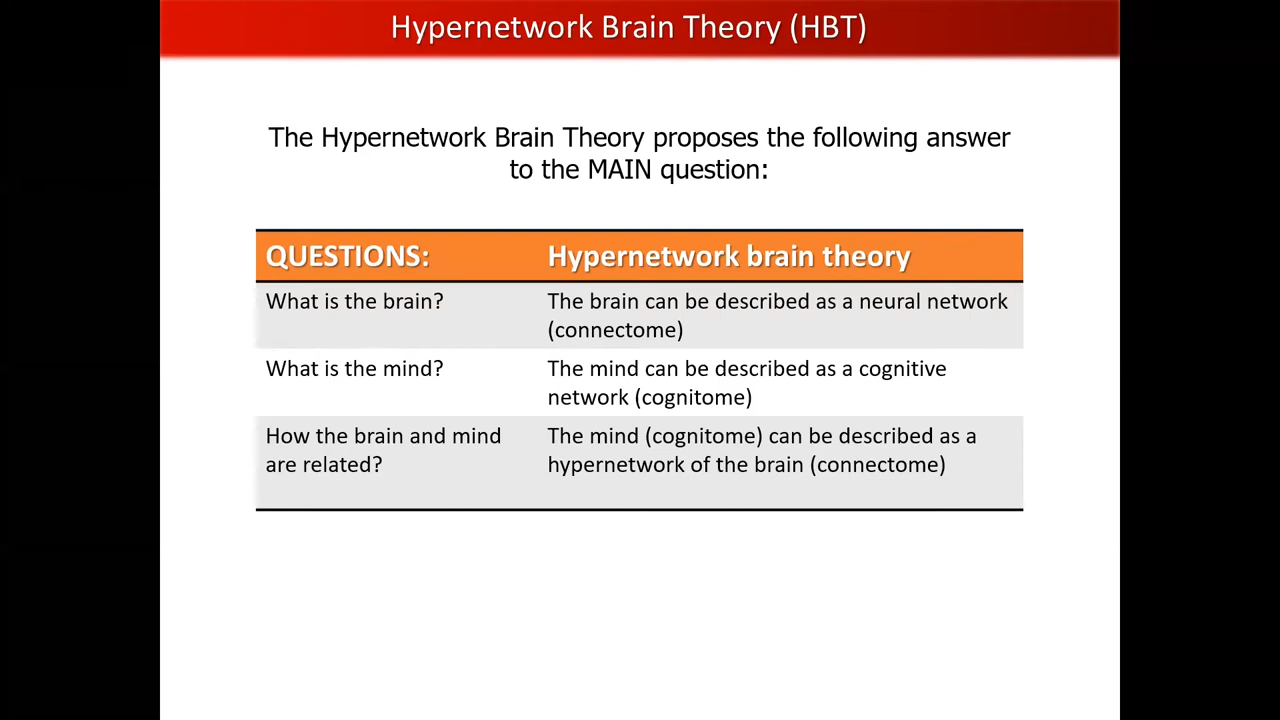 Hypernetwork Brain Theory (HBT)
The Hypernetwork Brain Theory proposes the following answer
to the MAIN question:
QUESTIONS:
Hypernetwork brain theory
What is the brain?
The brain can be described as a neural network
(connectome)
What is the mind?
The mind can be described as a cognitive
network (cognitome)
How the brain and mind
are related?
The mind (cognitome) can be described as a
hypernetwork of the brain (connectome)